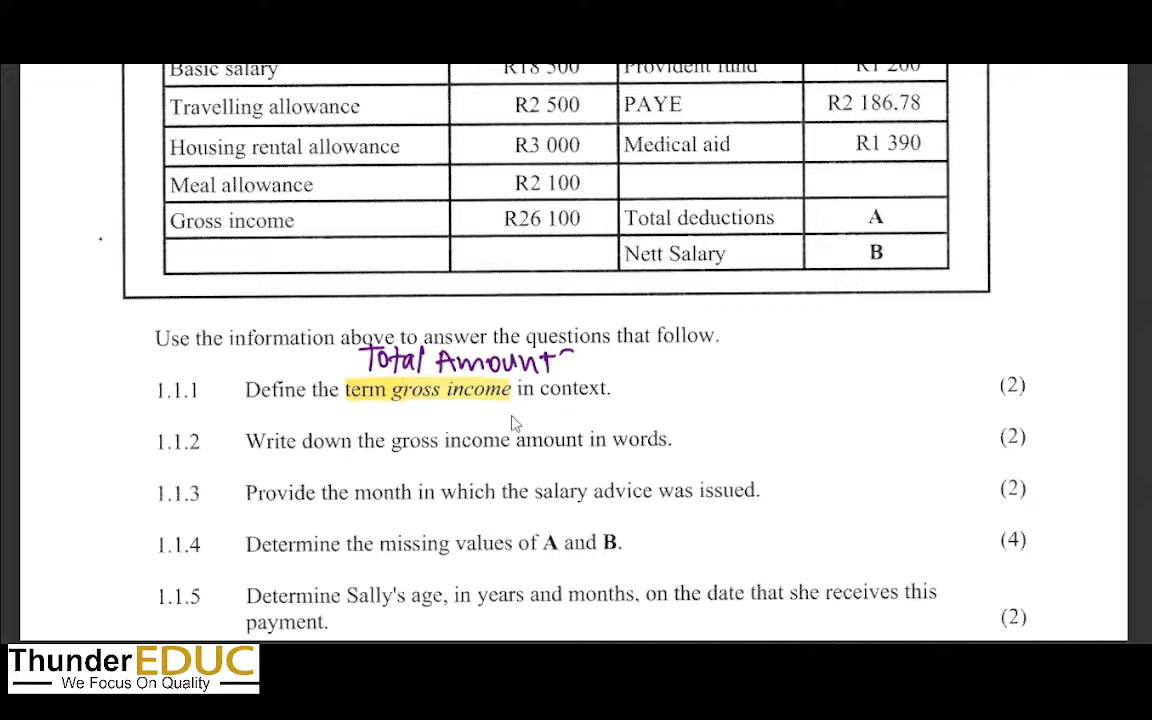 Basic salary R18 500 Provident fund R1 200
Travelling allowance R2 500 PAYE R2 186.78
Housing rental allowance R3 000 Medical aid R1 390
Meal allowance R2 100
Gross income R26 100 Total deductions A
Nett Salary B
Use the information above to answer the questions that follow.
Total Amount
1.1.1 Define the term gross income in context. (2)
1.1.2 Write down the gross income amount in words. (2)
1.1.3 Provide the month in which the salary advice was issued. (2)
1.1.4 Determine the missing values of A and B. (4)
1.1.5 Determine Sally's age, in years and months, on the date that she receives this
payment. (2)
ThunderEDUC
We Focus On Quality